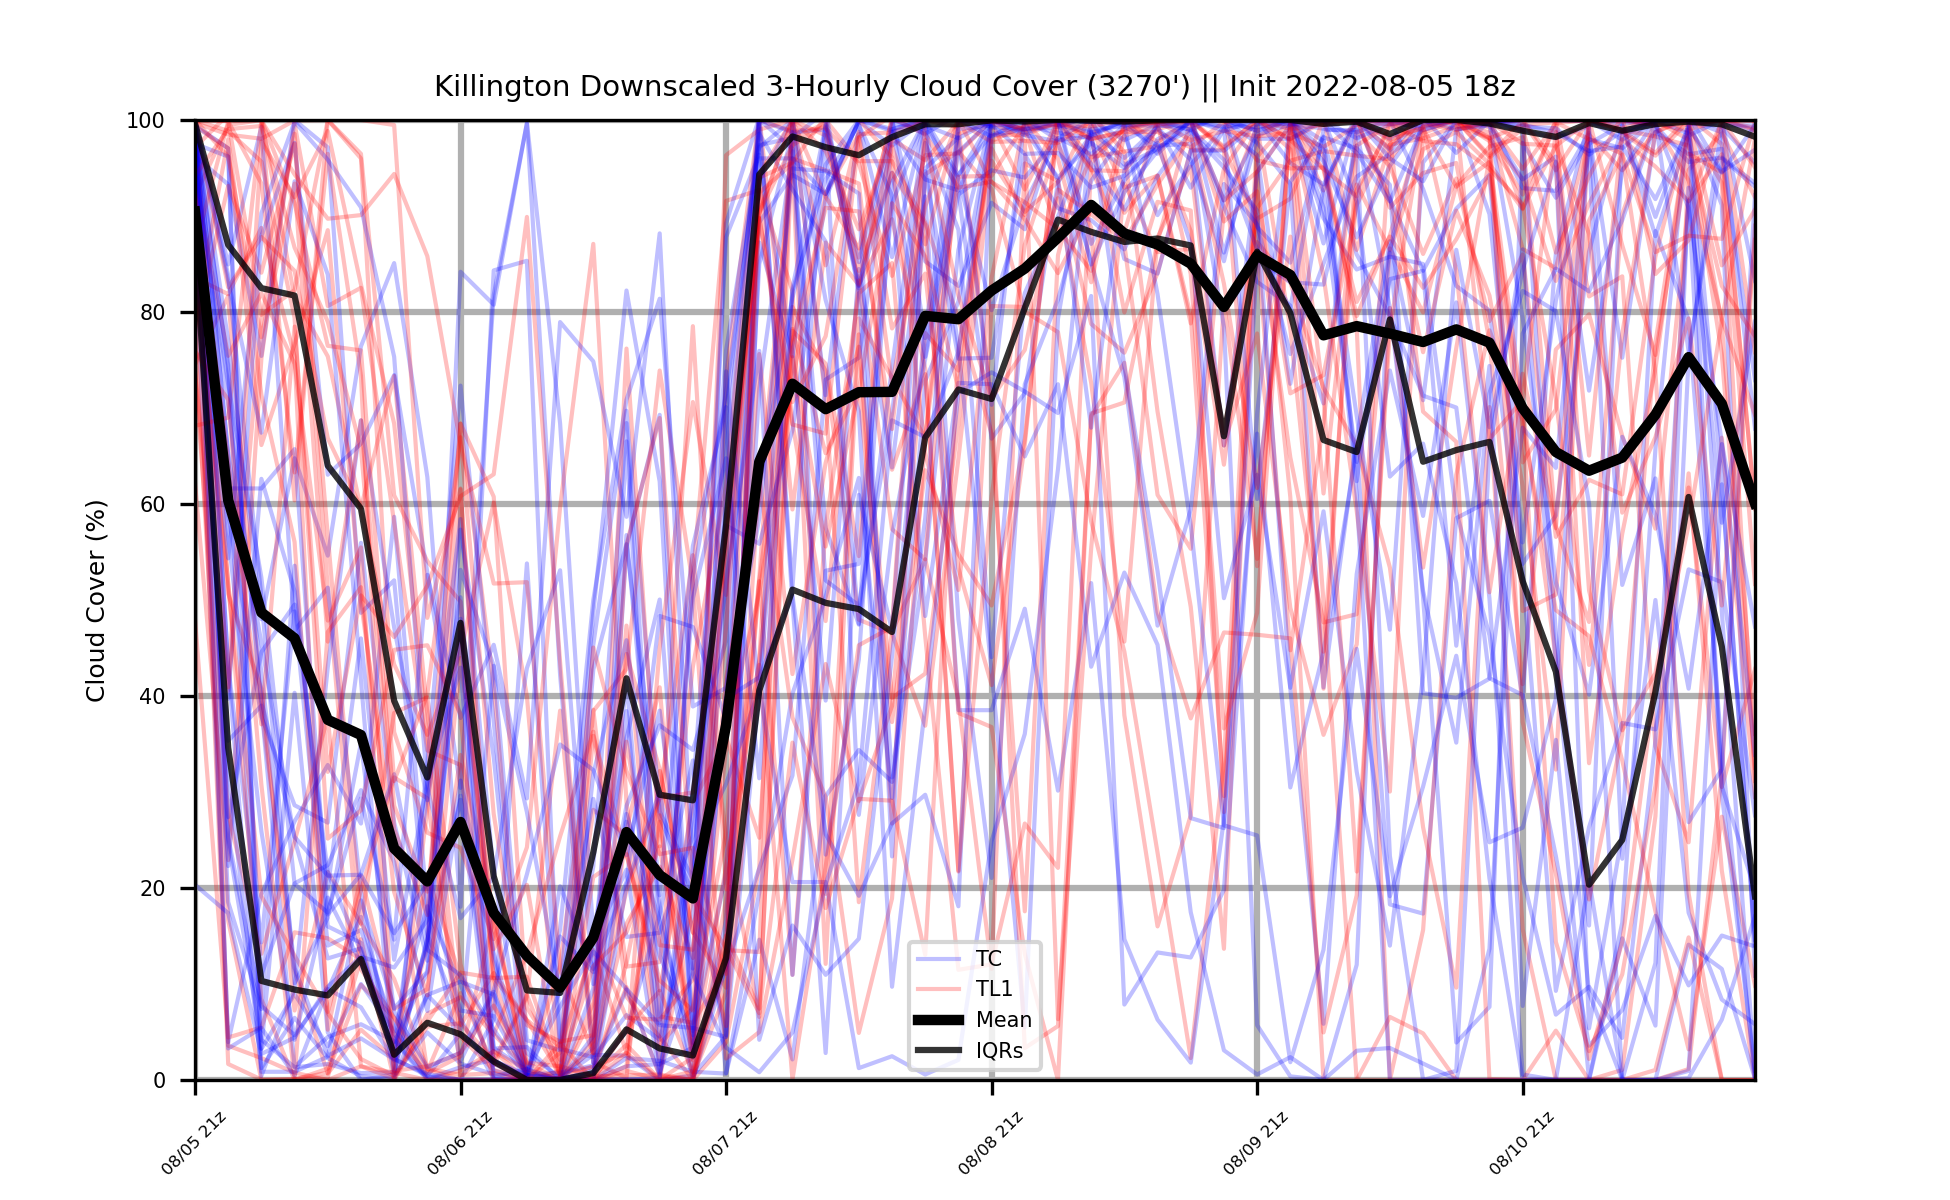 Killington Downscaled 3-Hourly Cloud Cover (3270') || Init 2022-08-05 18z
100
80
60
40
20
0
Cloud Cover (%)
TC
TL1
Mean
IQRs
08/05 21z
08/06 21z
08/07 21z
08/08 21z
08/09 21z
08/10 21z